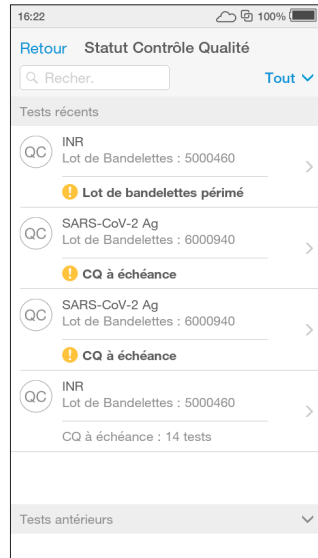 16:22 100%
Retour Statut Contrôle Qualité
Recher. Tout
Tests récents
QC INR
Lot de Bandelettes : 5000460
! Lot de bandelettes périmé
QC SARS-CoV-2 Ag
Lot de Bandelettes : 6000940
! CQ à échéance
QC SARS-CoV-2 Ag
Lot de Bandelettes : 6000940
! CQ à échéance
QC INR
Lot de Bandelettes : 5000460
CQ à échéance : 14 tests
Tests antérieurs